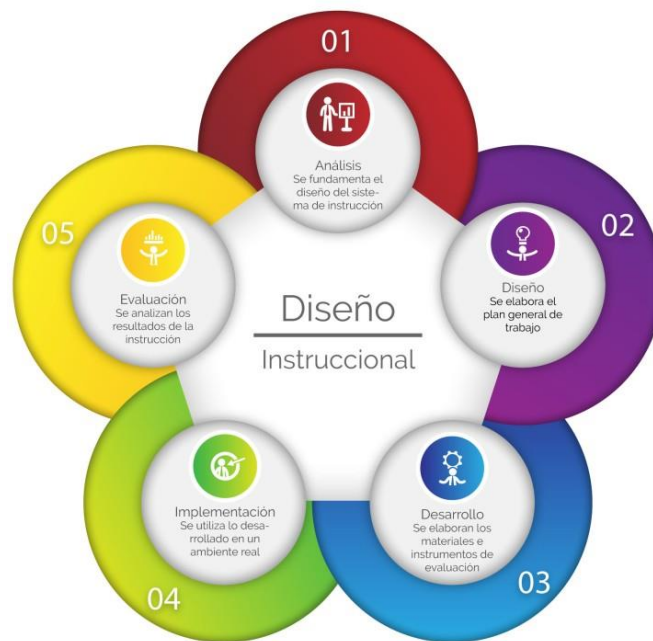 01
Análisis
Se fundamenta el
diseño del siste-
ma de instrucción
02
Diseño
Se elabora el
plan general de
trabajo
03
Desarrollo
Se elaboran los
materiales e
instrumentos de
evaluación
04
Implementación
Se utiliza lo desa-
rrollado en un
ambiente real
05
Evaluación
Se analizan los
resultados de la
instrucción
Diseño
Instruccional